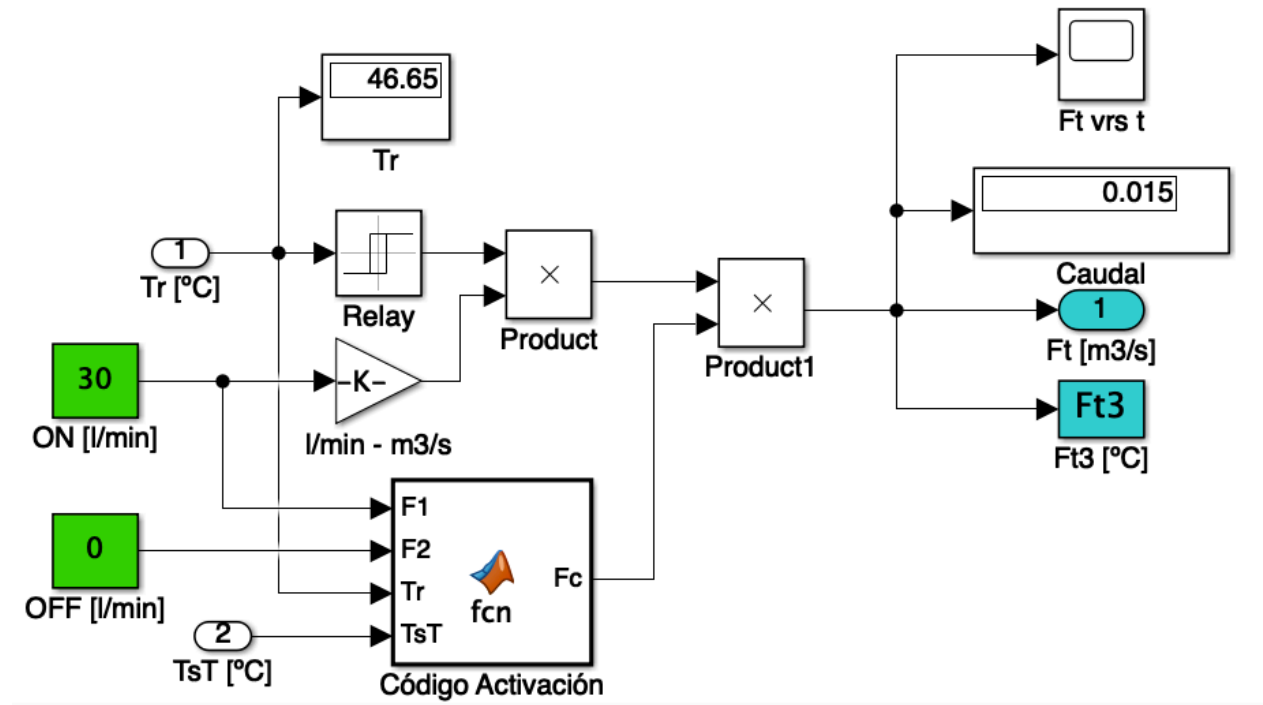 46.65
Tr
Ft vrs t
0.015
Caudal
1
Tr [ºC]
Relay
×
Product
×
Product1
1
Ft [m3/s]
30
ON [l/min]
-K-
l/min - m3/s
Ft3
Ft3 [ºC]
0
OFF [l/min]
F1
F2
Tr
TsT
fcn
Fc
2
TsT [ºC]
Código Activación